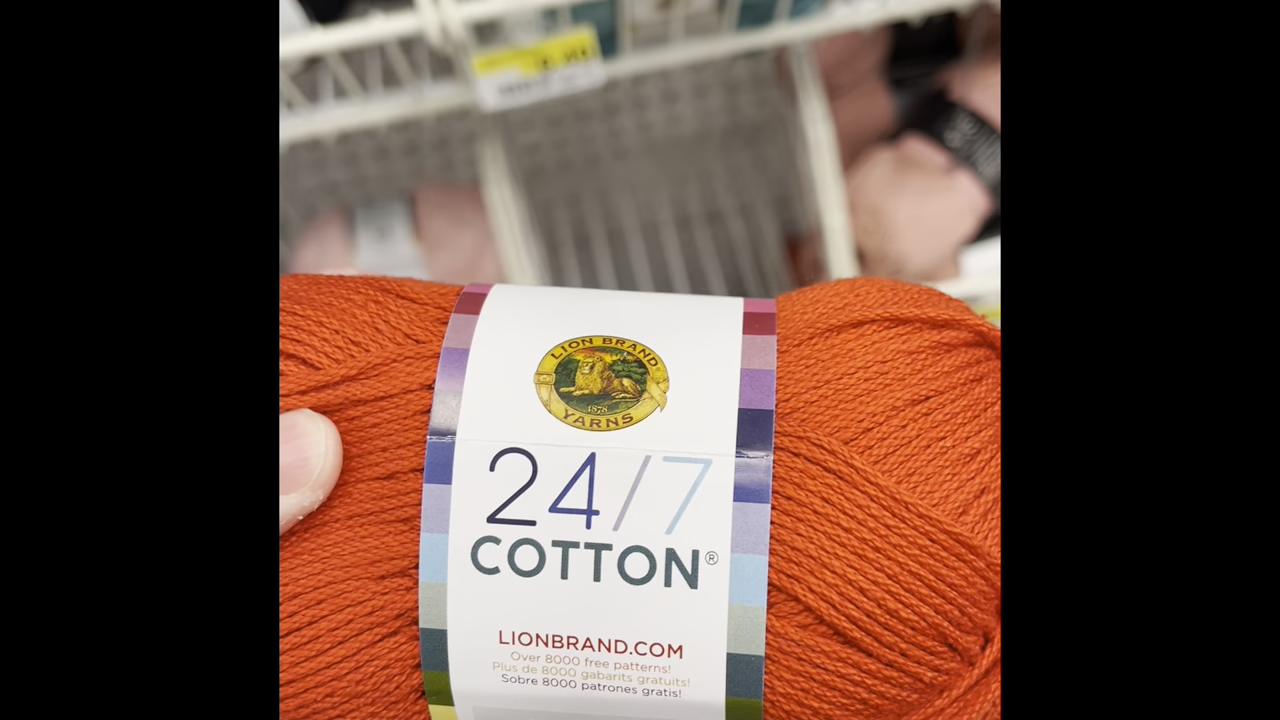 LION BRAND
1878
YARNS
24/7
COTTON®
LIONBRAND.COM
Over 8000 free patterns!
Plus de 8000 gabarits gratuits!
Sobre 8000 patrones gratis!